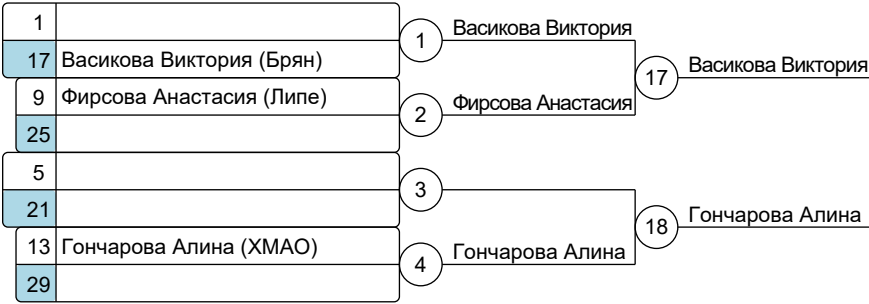 1
17 Васикова Виктория (Брян)
1
Васикова Виктория
9 Фирсова Анастасия (Липе)
25
2
Фирсова Анастасия
17
Васикова Виктория
5
21
3
13 Гончарова Алина (ХМАО)
29
4
Гончарова Алина
18
Гончарова Алина